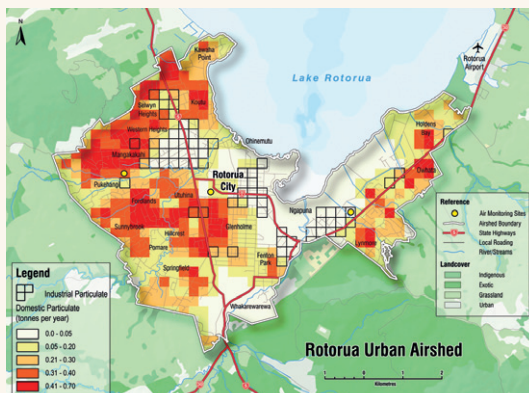 N
Kawaha
Point
Rotorua
Airport
Lake Rotorua
Selwyn
Heights
Koutu
Western Heights
Holdens
Bay
Mangakakahi
Ohinemutu
Pukehangi
Rotorua
City
Owhata
Utuhina
Ngapuna
Fordlands
Sunnybrook
Hillcrest
Glenholme
Lynmore
Pomare
Fenton
Park
Springfield
Whakarewarewa
Reference
Air Monitoring Sites
Airshed Boundary
State Highways
Local Roading
River/Streams
Landcover
Indigenous
Exotic
Grassland
Urban
Legend
Industrial Particulate
Domestic Particulate
(tonnes per year)
0.0 - 0.05
0.05 - 0.20
0.21 - 0.30
0.31 - 0.40
0.41 - 0.70
Rotorua Urban Airshed
1
0
1
2
Kilometres